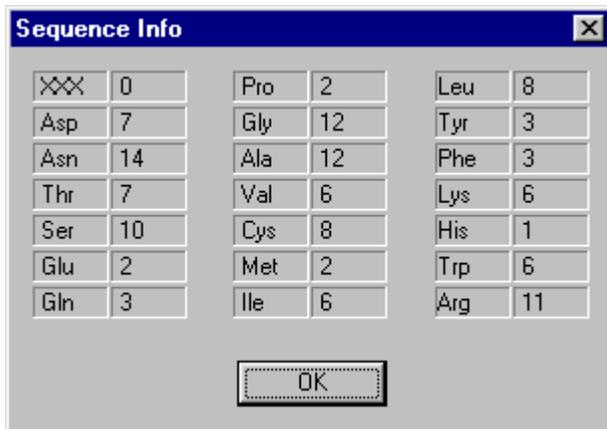 Sequence Info
XXX 0 Pro 2 Leu 8
Asp 7 Gly 12 Tyr 3
Asn 14 Ala 12 Phe 3
Thr 7 Val 6 Lys 6
Ser 10 Cys 8 His 1
Glu 2 Met 2 Trp 6
Gln 3 Ile 6 Arg 11
OK